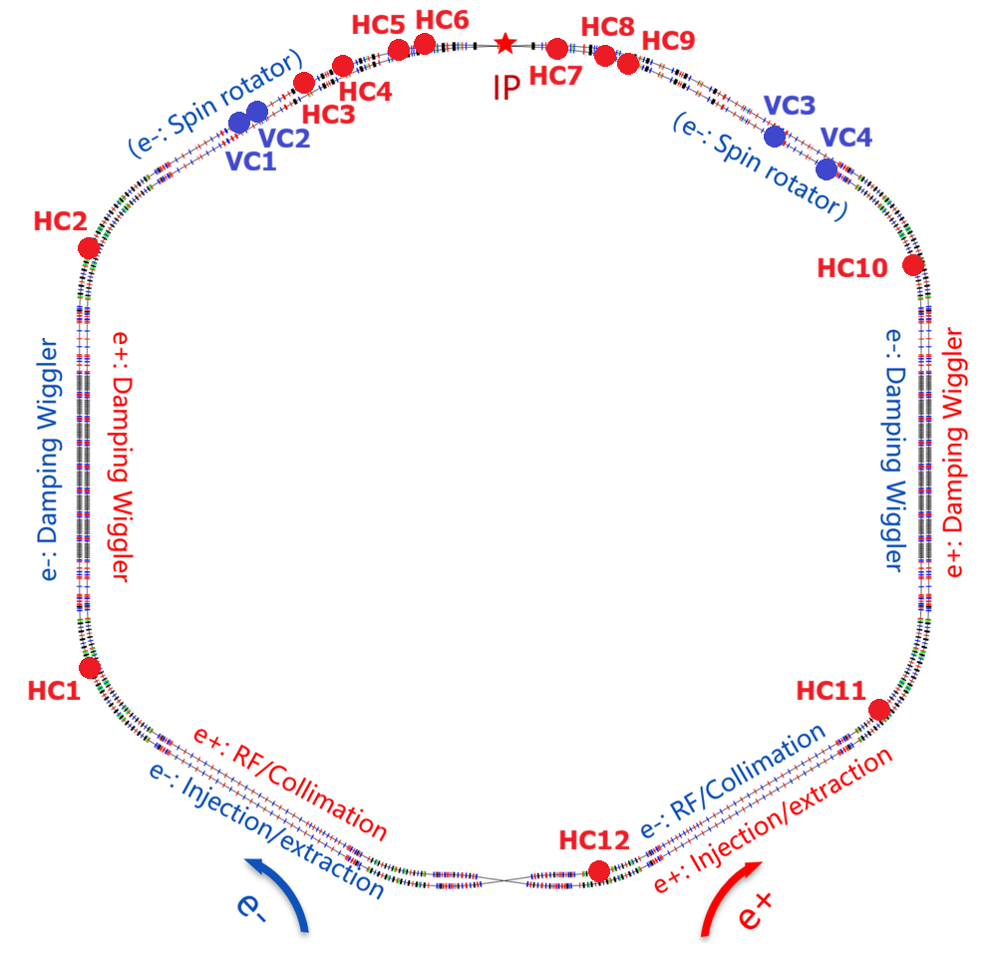 HC5
HC6
HC8
HC9
IP
HC7
HC4
HC3
(e-: Spin rotator)
VC2
VC1
VC3
VC4
(e-: Spin rotator)
HC2
HC10
e-: Damping Wiggler
e+: Damping Wiggler
e-: Damping Wiggler
e+: Damping Wiggler
HC1
HC11
e+: RF/Collimation
e-: Injection/extraction
e-: RF/Collimation
e+: Injection/extraction
HC12
e-
e+